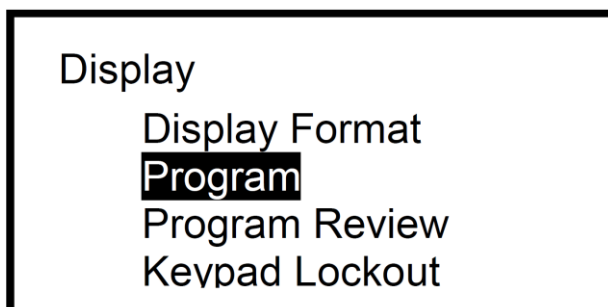 Display
Display Format
Program
Program Review
Keypad Lockout